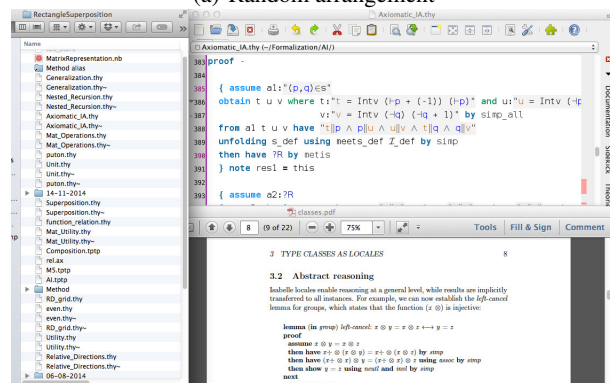 (a) Random arrangement
RectangleSuperposition
Name
MatrixRepresentation.nb
Method alias
Generalization.thy
Generalization.thy~
Nested_Recursion.thy
Nested_Recursion.thy~
Axiomatic_IA.thy
Axiomatic_IA.thy~
Mat_Operations.thy
Mat_Operations.thy~
puton.thy
Unit.thy
Unit.thy~
puton.thy~
14-11-2014
Superposition.thy
Superposition.thy~
function_relation.thy
Mat_Utility.thy
Mat_Utility.thy~
Composition.tptp
rel.ax
MS.tptp
AI.tptp
Method
RD_grid.thy
even.thy
even.thy~
RD_grid.thy~
Utility.thy
Utility.thy~
Relative_Directions.thy
Relative_Directions.thy~
06-08-2014
Axiomatic_IA.thy
Axiomatic_IA.thy (~/Formalization/AI/)
383 proof -
384
385 { assume a1:"(p,q)∈s"
386 obtain t u v where t:"t = Intv (⊢p + (-1)) (⊢p)" and u:"u = Intv (⊣p
387 v:"v = Intv (⊣q) (⊣q + 1)" by simp_all
388 from a1 t u v have "t‖p ∧ p‖u ∧ u‖v ∧ t‖q ∧ q‖v"
389 unfolding s_def using meets_def I_def by simp
390 then have ?R by metis
391 } note res1 = this
392
393 { assume a2:?R
Documentation
Sidekick
Theories
classes.pdf
8 (9 of 22) 75% Tools Fill & Sign Comment
3 TYPE CLASSES AS LOCALES 8
3.2 Abstract reasoning
Isabelle locales enable reasoning at a general level, while results are implicitly
transferred to all instances. For example, we can now establish the left-cancel
lemma for groups, which states that the function (x ⊗) is injective:
lemma (in group) left-cancel: x ⊗ y = x ⊗ z ⟷ y = z
proof
assume x ⊗ y = x ⊗ z
then have x÷ ⊗ (x ⊗ y) = x÷ ⊗ (x ⊗ z) by simp
then have (x÷ ⊗ x) ⊗ y = (x÷ ⊗ x) ⊗ z using assoc by simp
then show y = z using neutl and invl by simp
next